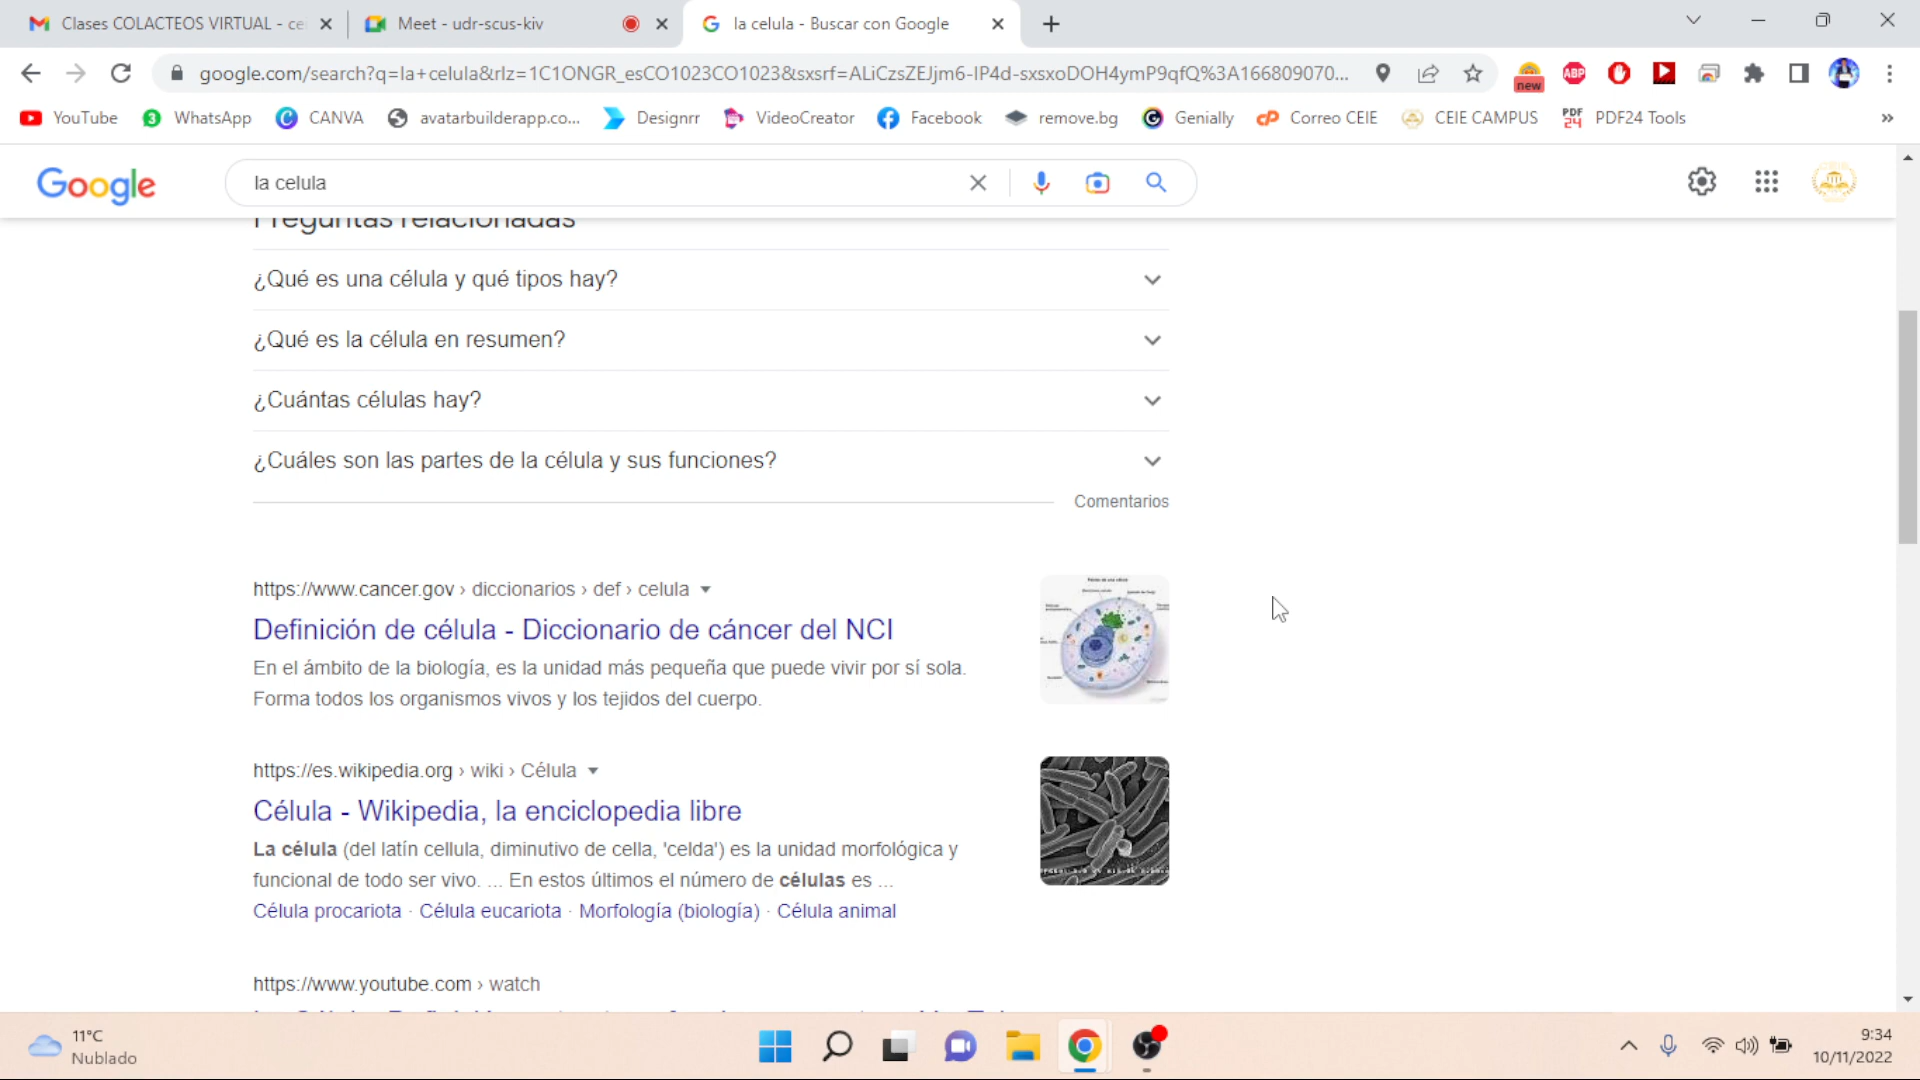 Clases COLACTEOS VIRTUAL - ce
Meet - udr-scus-kiv
la celula - Buscar con Google
google.com/search?q=la+celula&rlz=1C1ONGR_esCO1023CO1023&sxsrf=ALiCzsZEJjm6-IP4d-sxsxoDOH4ymP9qfQ%3A166809070...
new
ABP
YouTube
3
WhatsApp
CANVA
avatarbuilderapp.co...
Designrr
VideoCreator
Facebook
remove.bg
Genially
cP
Correo CEIE
CEIE CAMPUS
PDF
24
PDF24 Tools
Google
la celula
Preguntas relacionadas
¿Qué es una célula y qué tipos hay?
¿Qué es la célula en resumen?
¿Cuántas células hay?
¿Cuáles son las partes de la célula y sus funciones?
Comentarios
https://www.cancer.gov › diccionarios › def › celula
Definición de célula - Diccionario de cáncer del NCI
En el ámbito de la biología, es la unidad más pequeña que puede vivir por sí sola.
Forma todos los organismos vivos y los tejidos del cuerpo.
https://es.wikipedia.org › wiki › Célula
Célula - Wikipedia, la enciclopedia libre
La célula (del latín cellula, diminutivo de cella, 'celda') es la unidad morfológica y
funcional de todo ser vivo. ... En estos últimos el número de células es ...
Célula procariota · Célula eucariota · Morfología (biología) · Célula animal
https://www.youtube.com › watch
11°C
Nublado
9:34
10/11/2022